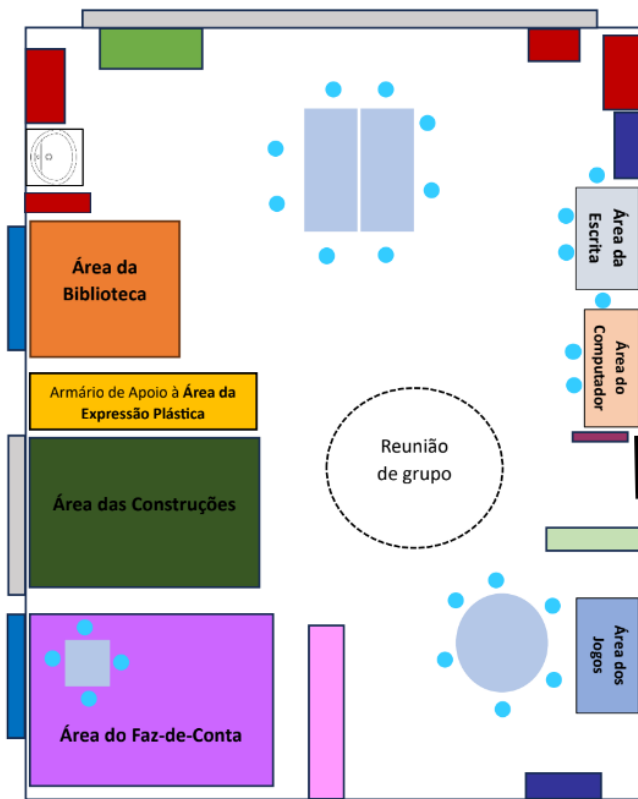 Área da
Biblioteca
Área da
Escrita
Armário de Apoio à Área da
Expressão Plástica
Área do
Computador
Reunião
de grupo
Área das Construções
Área dos
Jogos
Área do Faz-de-Conta